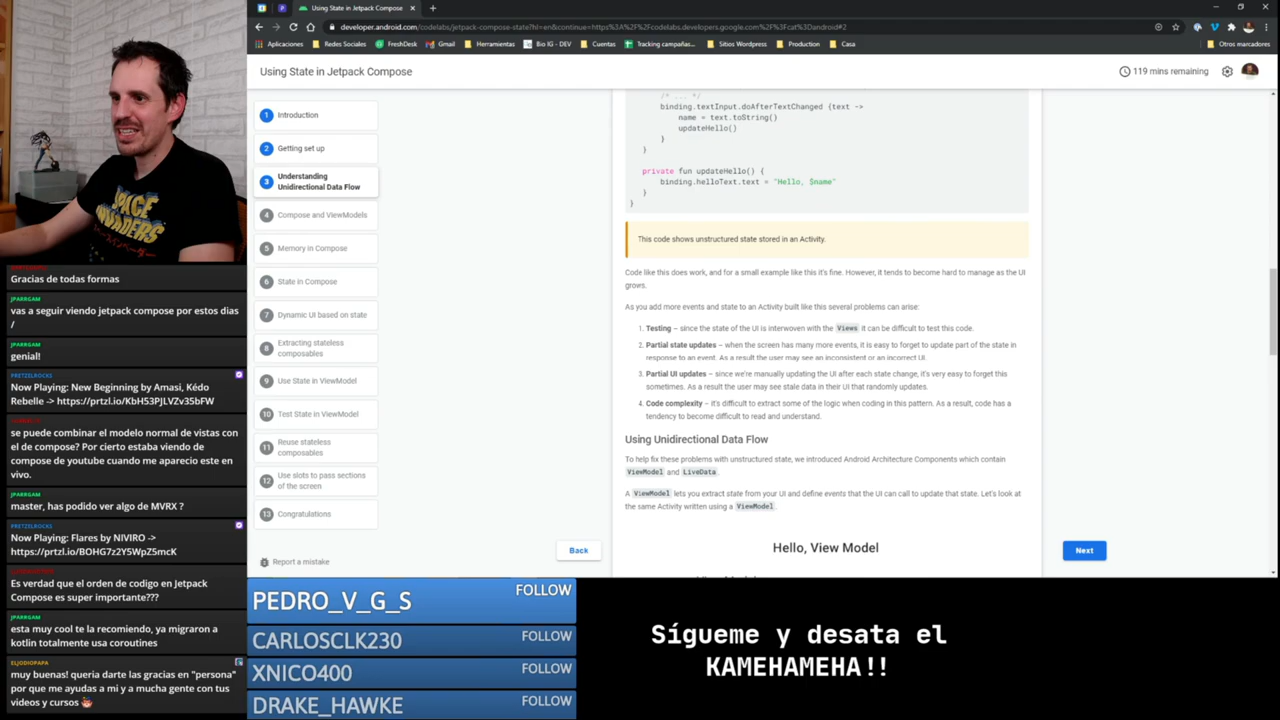 Using State in Jetpack Compose
developer.android.com/codelabs/jetpack-compose-state?hl=en&continue=https%3A%2F%2Fcodelabs.developers.google.com%2F%3Fcat%3Dandroid#2
Aplicaciones
Redes Sociales
FreshDesk
Gmail
Herramientas
Bio IG - DEV
Cuentas
Tracking campañas...
Sitios Wordpress
Production
Casa
Otros marcadores
Using State in Jetpack Compose
119 mins remaining
1 Introduction
2 Getting set up
3 Understanding
Unidirectional Data Flow
4 Compose and ViewModels
5 Memory in Compose
6 State in Compose
7 Dynamic UI based on state
8 Extracting stateless
composables
9 Use State in ViewModel
10 Test State in ViewModel
11 Reuse stateless
composables
12 Use slots to pass sections
of the screen
13 Congratulations
Report a mistake
/* ... */
binding.textInput.doAfterTextChanged {text ->
name = text.toString()
updateHello()
}
}
private fun updateHello() {
binding.helloText.text = "Hello, $name"
}
}
This code shows unstructured state stored in an Activity.
Code like this does work, and for a small example like this it's fine. However, it tends to become hard to manage as the UI
grows.
As you add more events and state to an Activity built like this several problems can arise:
1. Testing – since the state of the UI is interwoven with the Views it can be difficult to test this code.
2. Partial state updates – when the screen has many more events, it is easy to forget to update part of the state in
response to an event. As a result the user may see an inconsistent or an incorrect UI.
3. Partial UI updates – since we're manually updating the UI after each state change, it's very easy to forget this
sometimes. As a result the user may see stale data in their UI that randomly updates.
4. Code complexity – it's difficult to extract some of the logic when coding in this pattern. As a result, code has a
tendency to become difficult to read and understand.
Using Unidirectional Data Flow
To help fix these problems with unstructured state, we introduced Android Architecture Components which contain
ViewModel and LiveData.
A ViewModel lets you extract state from your UI and define events that the UI can call to update that state. Let's look at
the same Activity written using a ViewModel.
Hello, View Model
Back
Next
SPACE
INVADERS
Gracias de todas formas
JPARRGAM
vas a seguir viendo jetpack compose por estos dias
/
JPARRGAM
genial!
PRETZELROCKS
Now Playing: New Beginning by Amasi, Kédo
Rebelle -> https://prtzl.io/KbH53PJLVZv35bFW
se puede combinar el modelo normal de vistas con
el de compose? Por cierto estaba viendo de
compose de youtube cuando me aparecio este en
vivo.
JPARRGAM
master, has podido ver algo de MVRX ?
PRETZELROCKS
Now Playing: Flares by NIVIRO ->
https://prtzl.io/BOHG7z2Y5WpZ5mcK
Es verdad que el orden de codigo en Jetpack
Compose es super importante???
JPARRGAM
esta muy cool te la recomiendo, ya migraron a
kotlin totalmente usa coroutines
ELJODIOPAPA
muy buenas! queria darte las gracias en "persona"
por que me ayudas a mi y a mucha gente con tus
videos y cursos
PEDRO_V_G_S FOLLOW
CARLOSCLK230 FOLLOW
XNICO400 FOLLOW
DRAKE_HAWKE FOLLOW
Sígueme y desata el
KAMEHAMEHA!!